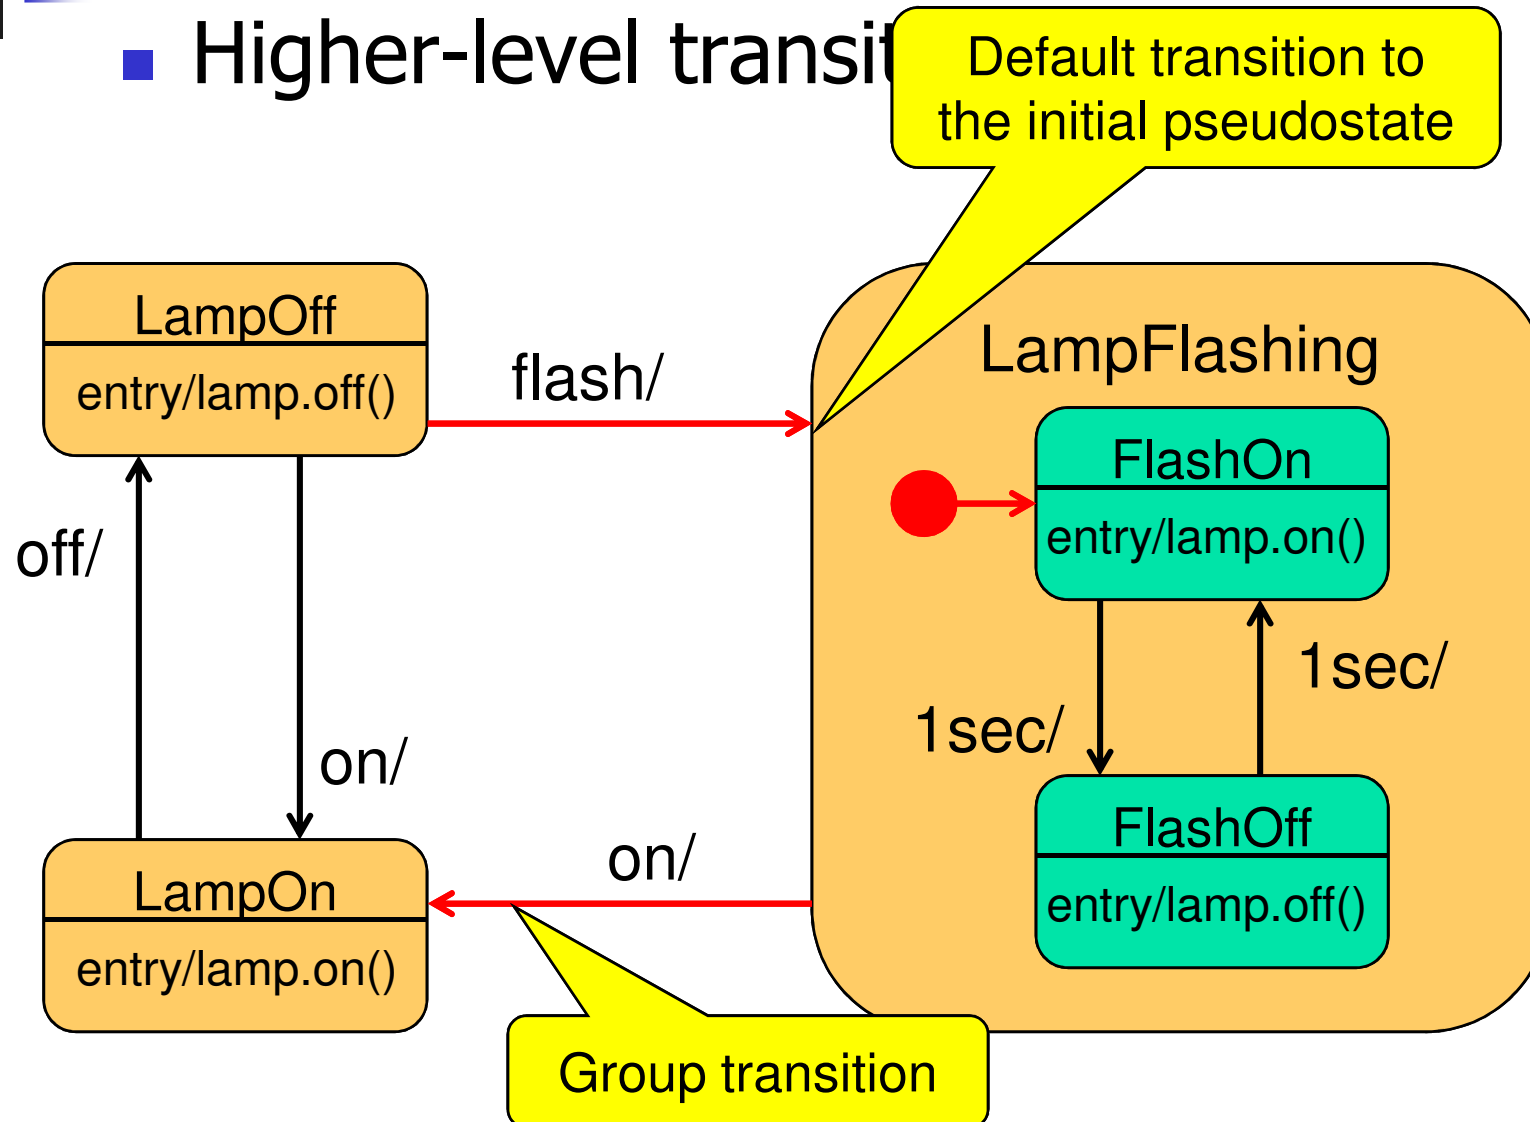 Higher-level transit
Default transition to
the initial pseudostate
LampOff
entry/lamp.off()
flash/
LampFlashing
FlashOn
entry/lamp.on()
off/
on/
1sec/
1sec/
LampOn
entry/lamp.on()
on/
FlashOff
entry/lamp.off()
Group transition